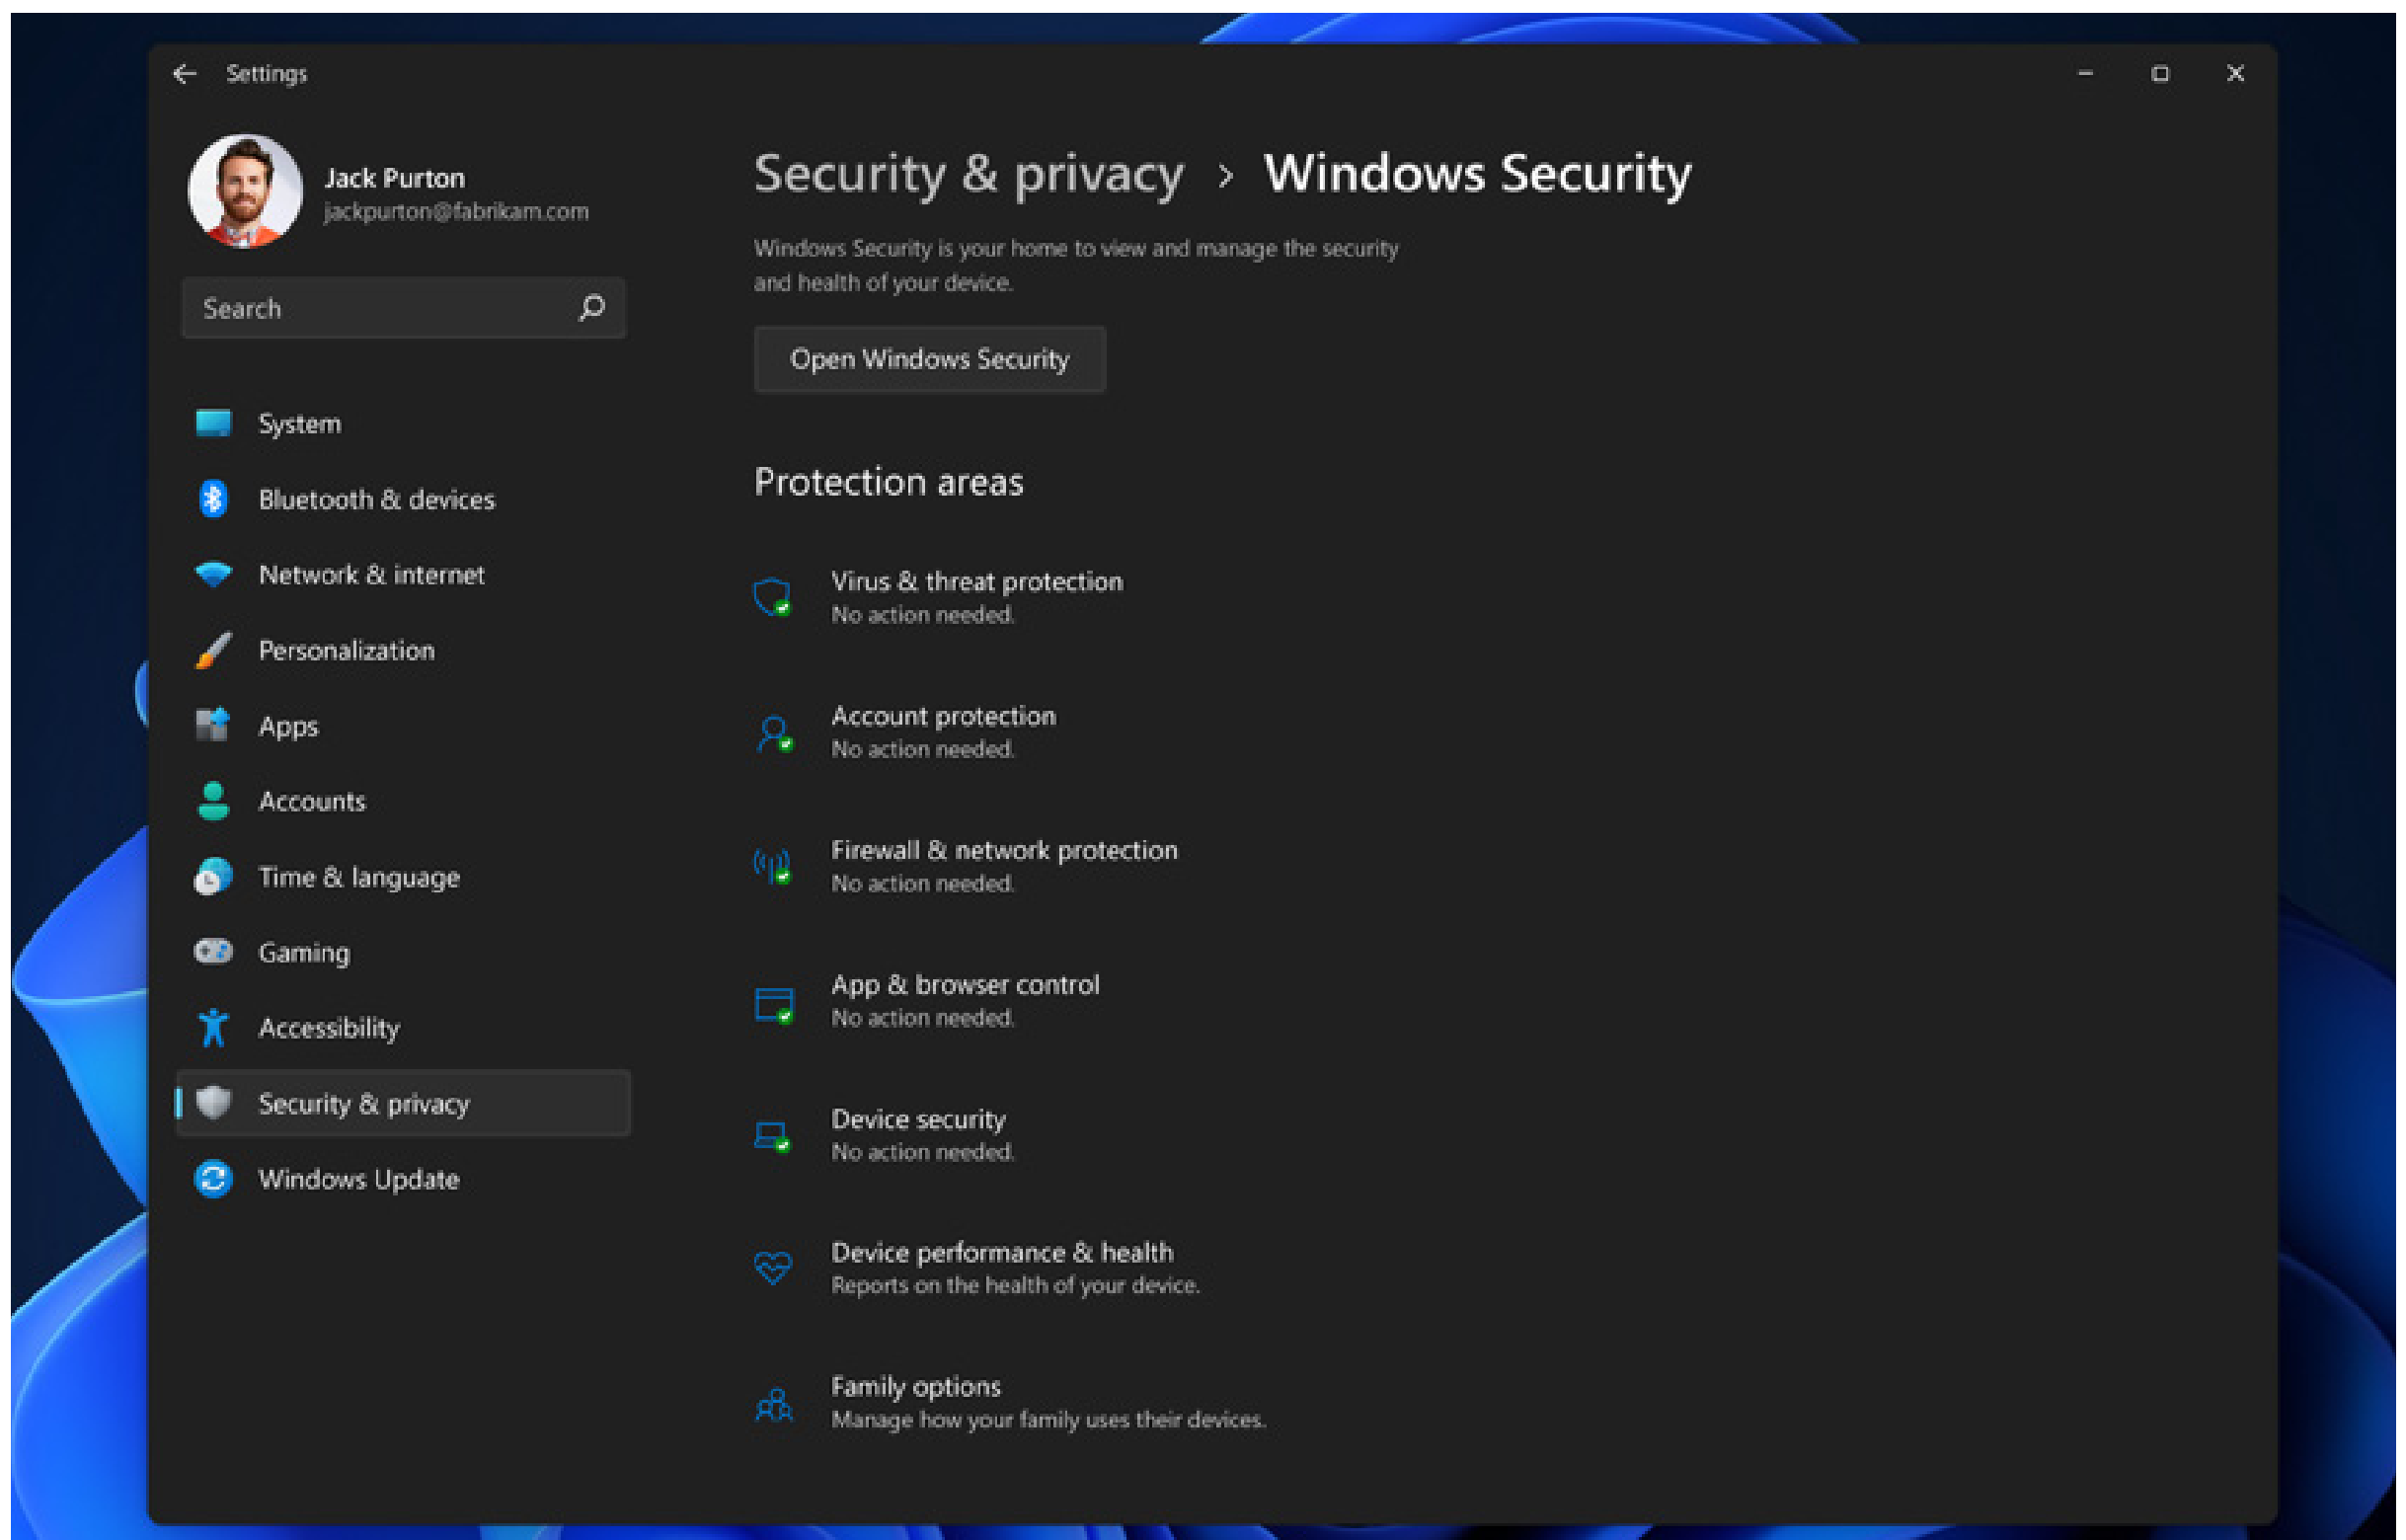 Settings
Jack Purton
jackpurton@fabrikam.com
Search
System
Bluetooth & devices
Network & internet
Personalization
Apps
Accounts
Time & language
Gaming
Accessibility
Security & privacy
Windows Update
Security & privacy > Windows Security
Windows Security is your home to view and manage the security
and health of your device.
Open Windows Security
Protection areas
Virus & threat protection
No action needed.
Account protection
No action needed.
Firewall & network protection
No action needed.
App & browser control
No action needed.
Device security
No action needed.
Device performance & health
Reports on the health of your device.
Family options
Manage how your family uses their devices.